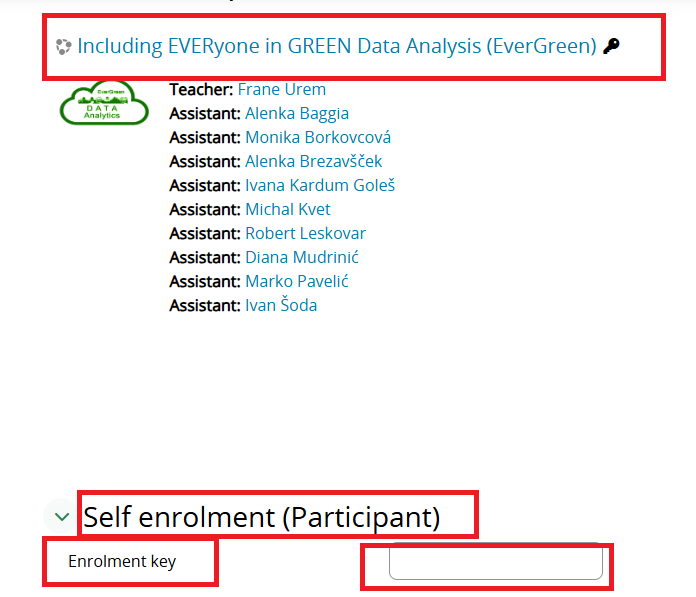 Including EVERyone in GREEN Data Analysis (EverGreen)
EverGreen
DATA
Analytics
Teacher: Frane Urem
Assistant: Alenka Baggia
Assistant: Monika Borkovcová
Assistant: Alenka Brezavšček
Assistant: Ivana Kardum Goleš
Assistant: Michal Kvet
Assistant: Robert Leskovar
Assistant: Diana Mudrinić
Assistant: Marko Pavelić
Assistant: Ivan Šoda
Self enrolment (Participant)
Enrolment key